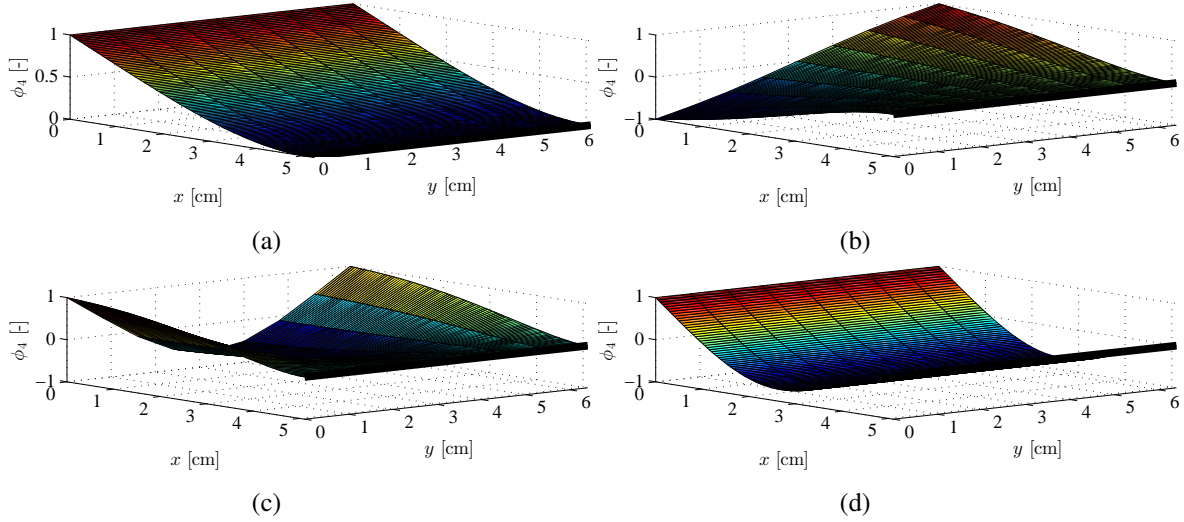 1
0.5
0
ϕ4 [-]
0 1 2 3 4 5
x [cm]
0 1 2 3 4 5 6
y [cm]
(a)
1
0
−1
ϕ4 [-]
0 1 2 3 4 5
x [cm]
0 1 2 3 4 5 6
y [cm]
(b)
1
0
−1
ϕ4 [-]
0 1 2 3 4 5
x [cm]
0 1 2 3 4 5 6
y [cm]
(c)
1
0
−1
ϕ4 [-]
0 1 2 3 4 5
x [cm]
0 1 2 3 4 5 6
y [cm]
(d)